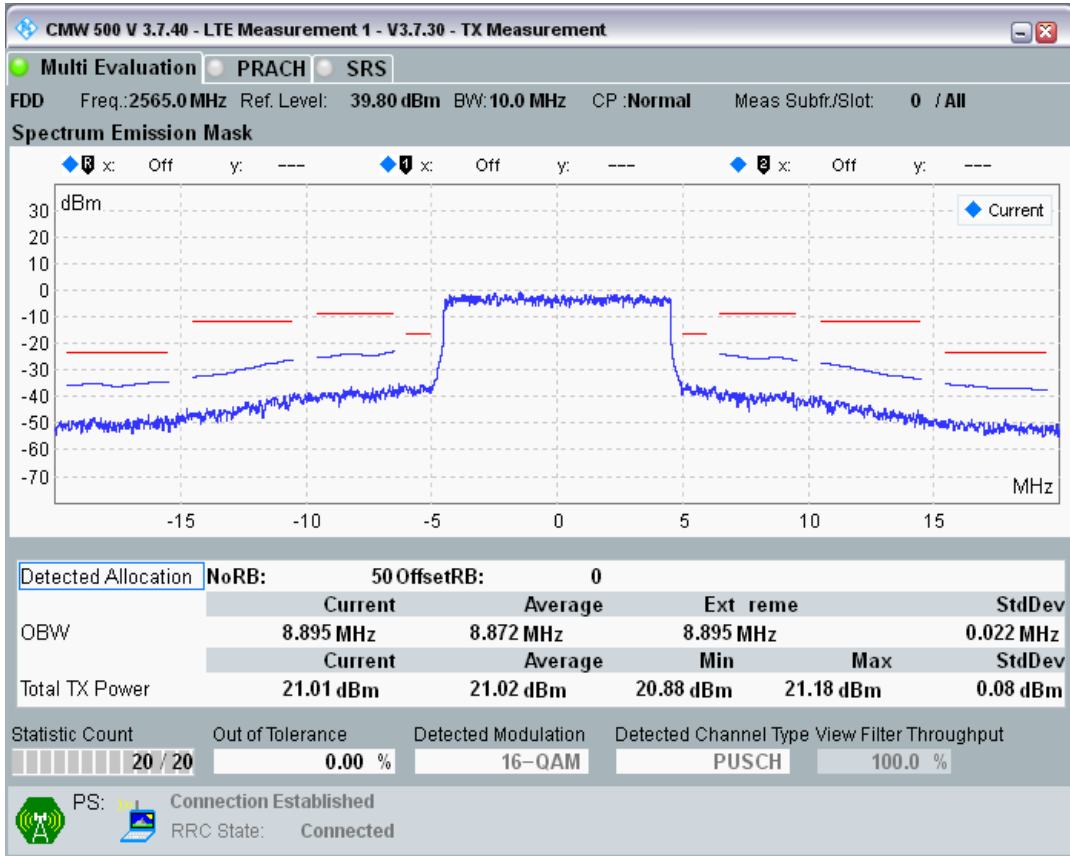 CMW 500 V 3.7.40 - LTE Measurement 1 - V3.7.30 - TX Measurement
Multi Evaluation PRACH SRS
FDD Freq.:2565.0 MHz Ref. Level: 39.80 dBm BW: 10.0 MHz CP :Normal Meas Subfr./Slot: 0 / All
Spectrum Emission Mask
R x: Off y: --- 1 x: Off y: --- 2 x: Off y: ---
dBm
Current
30
20
10
0
-10
-20
-30
-40
-50
-60
-70
MHz
-15 -10 -5 0 5 10 15
Detected Allocation NoRB: 50 OffsetRB: 0
Current Average Ext reme StdDev
OBW 8.895 MHz 8.872 MHz 8.895 MHz 0.022 MHz
Current Average Min Max StdDev
Total TX Power 21.01 dBm 21.02 dBm 20.88 dBm 21.18 dBm 0.08 dBm
Statistic Count Out of Tolerance Detected Modulation Detected Channel Type View Filter Throughput
20 / 20 0.00 % 16-QAM PUSCH 100.0 %
PS: Connection Established
RRC State: Connected